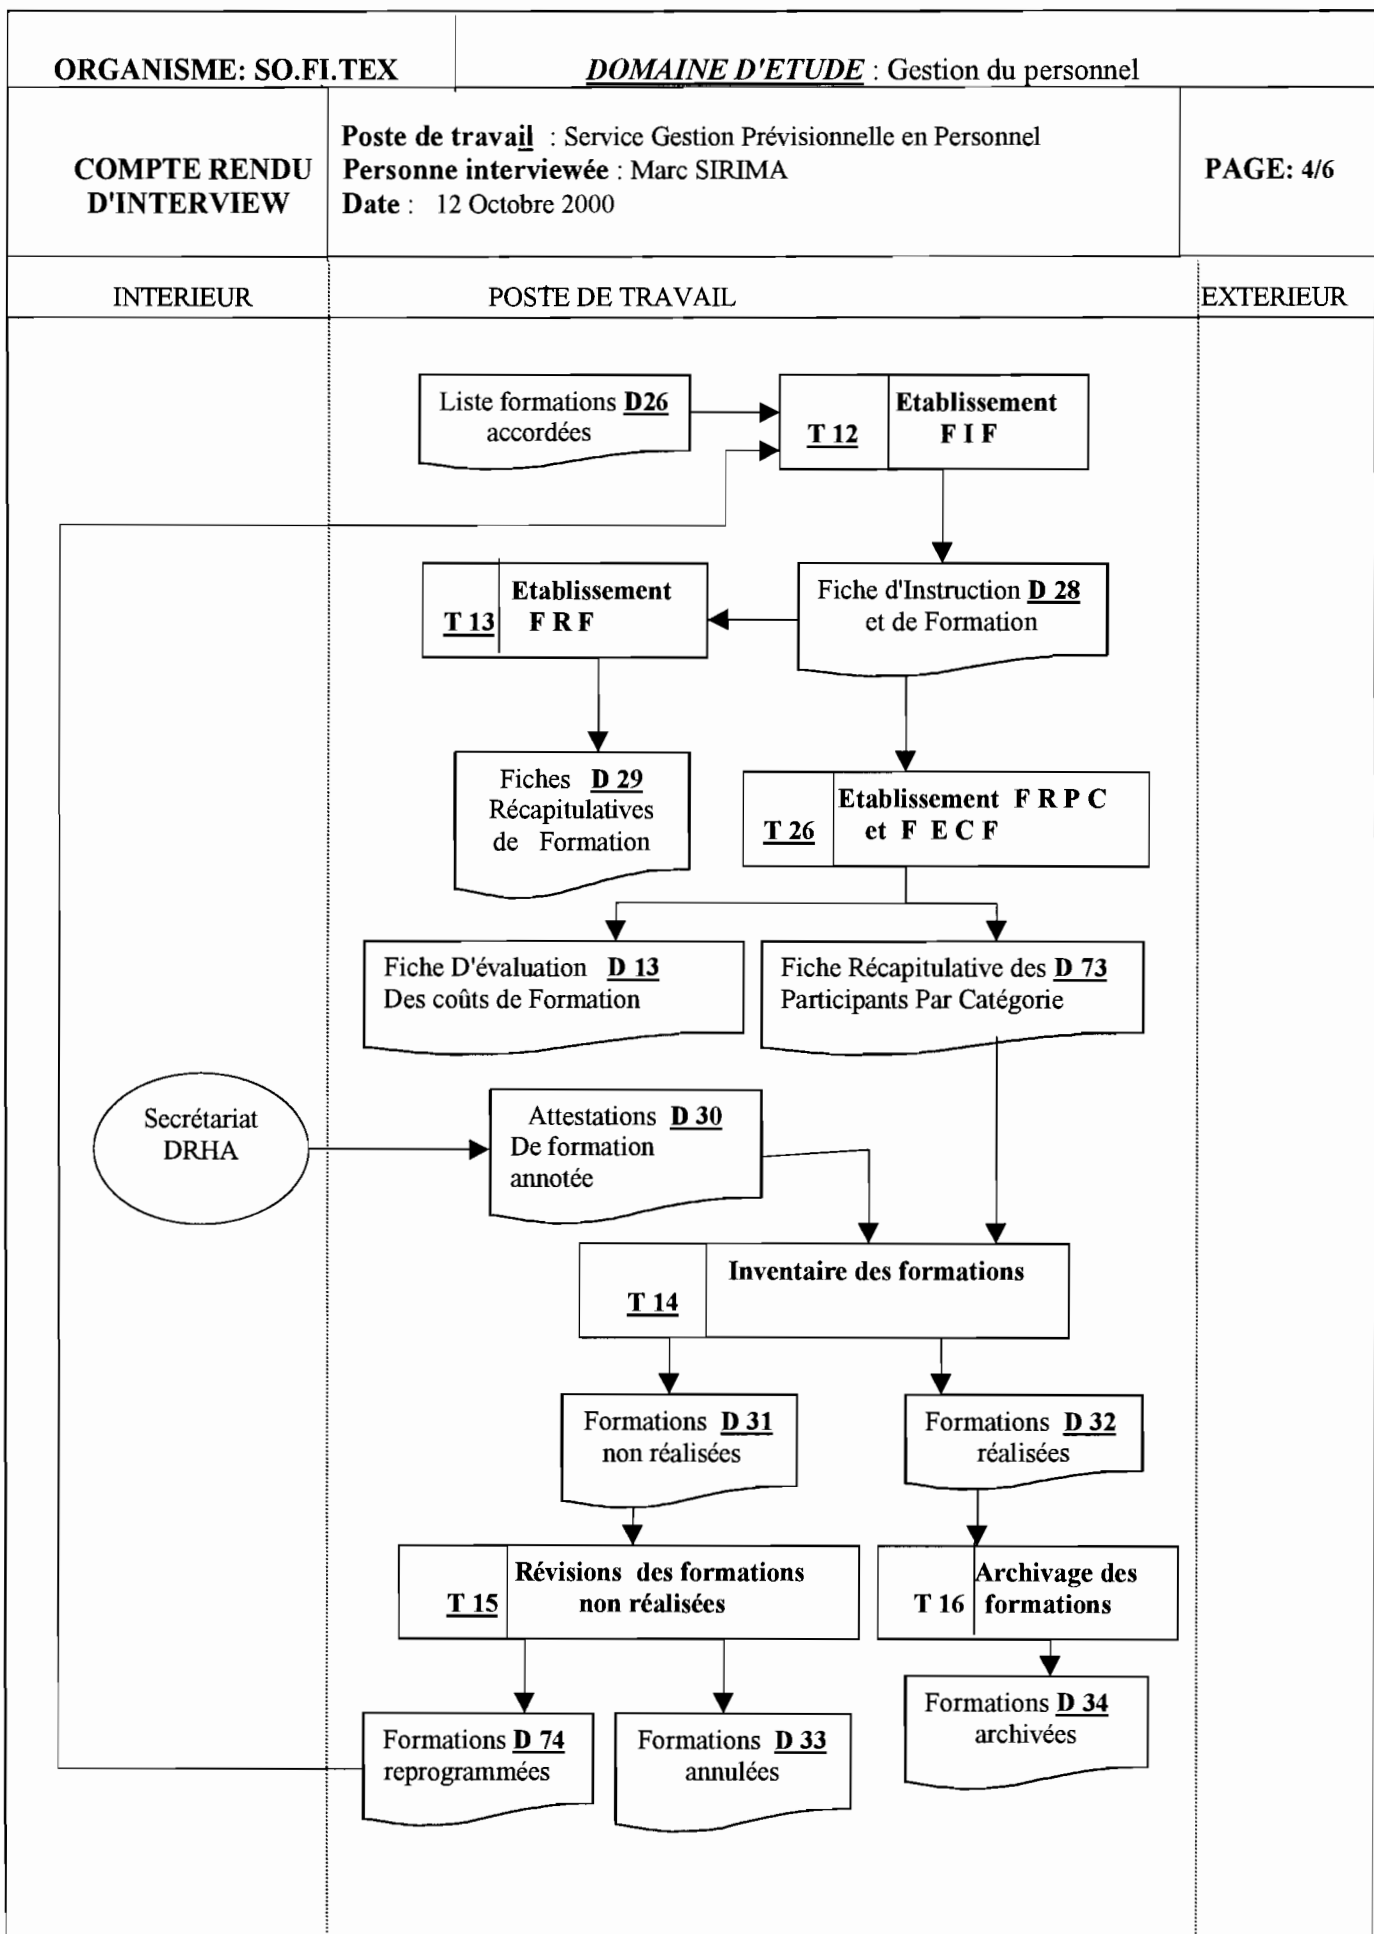 ORGANISME: SO.FI.TEX
DOMAINE D'ETUDE : Gestion du personnel
COMPTE RENDU
D'INTERVIEW
Poste de travail : Service Gestion Prévisionnelle en Personnel
Personne interviewée : Marc SIRIMA
Date : 12 Octobre 2000
PAGE: 4/6
INTERIEUR
POSTE DE TRAVAIL
EXTERIEUR
Liste formations D26
accordées
T 12
Etablissement
F I F
T 13
Etablissement
F R F
Fiche d'Instruction D 28
et de Formation
Fiches D 29
Récapitulatives
de Formation
T 26
Etablissement F R P C
et F E C F
Fiche D'évaluation D 13
Des coûts de Formation
Fiche Récapitulative des D 73
Participants Par Catégorie
Secrétariat
DRHA
Attestations D 30
De formation
annotée
T 14
Inventaire des formations
Formations D 31
non réalisées
Formations D 32
réalisées
T 15
Révisions des formations
non réalisées
T 16
Archivage des
formations
Formations D 74
reprogrammées
Formations D 33
annulées
Formations D 34
archivées